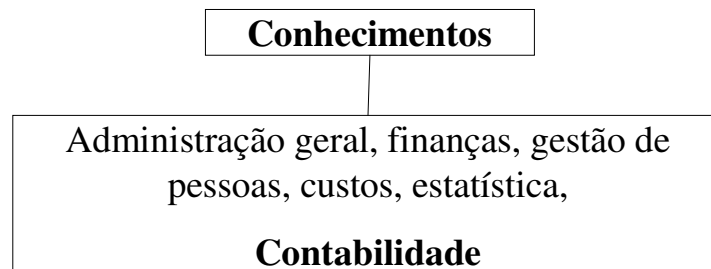 Conhecimentos
Administração geral, finanças, gestão de
pessoas, custos, estatística,
Contabilidade